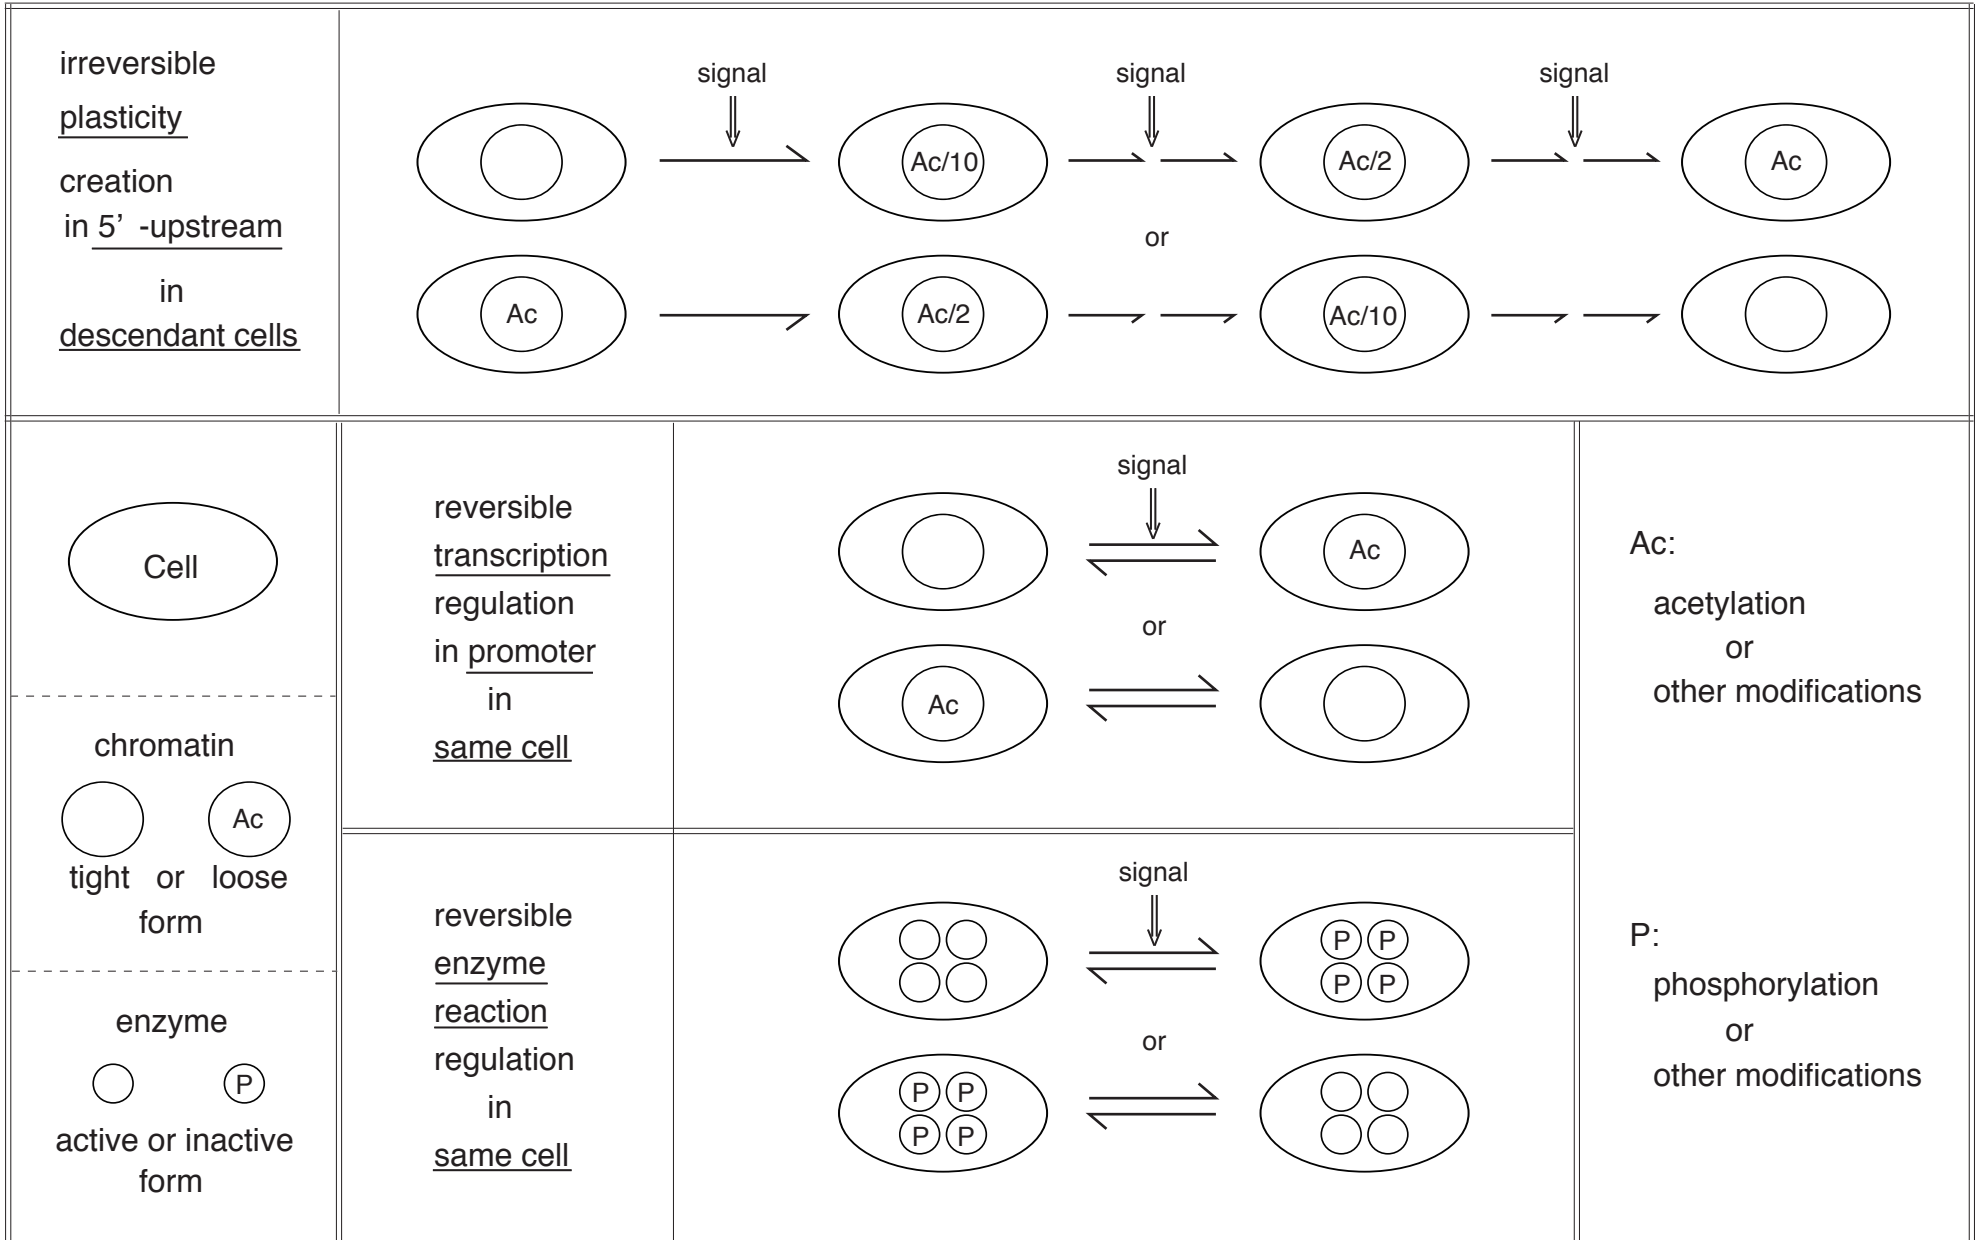 irreversible
plasticity
creation
in 5’ -upstream
in
descendant cells
signal
signal
signal
Ac/10
Ac/2
Ac
or
Ac
Ac/2
Ac/10
Cell
chromatin
Ac
tight or loose
form
enzyme
P
active or inactive
form
reversible
transcription
regulation
in promoter
in
same cell
signal
Ac
or
Ac
reversible
enzyme
reaction
regulation
in
same cell
signal
P P
P P
or
P P
P P
Ac:
acetylation
or
other modifications
P:
phosphorylation
or
other modifications